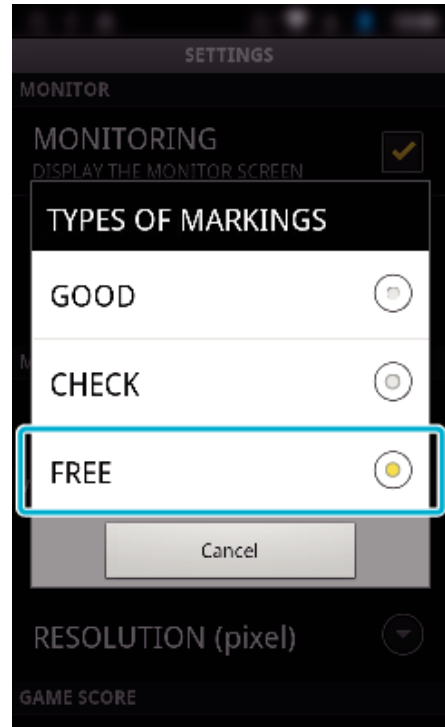 SETTINGS
MONITOR
MONITORING
DISPLAY THE MONITOR SCREEN
TYPES OF MARKINGS
GOOD
M
CHECK
FREE
Cancel
RESOLUTION (pixel)
GAME SCORE